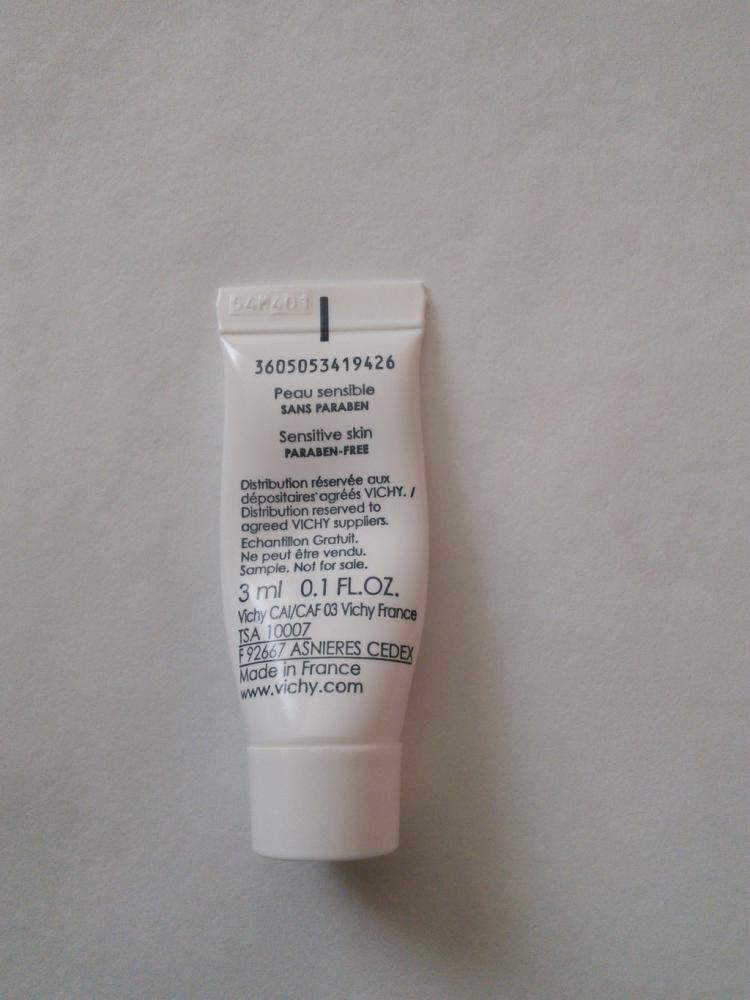 54M401
3605053419426
Peau sensible
SANS PARABEN
Sensitive skin
PARABEN-FREE
Distribution réservée aux
dépositaires agréés VICHY. /
Distribution reserved to
agreed VICHY suppliers.
Echantillon Gratuit.
Ne peut être vendu.
Sample. Not for sale.
3 ml 0.1 FL.OZ.
Vichy CAI/CAF 03 Vichy France
TSA 10007
F 92667 ASNIERES CEDEX
Made in France
www.vichy.com